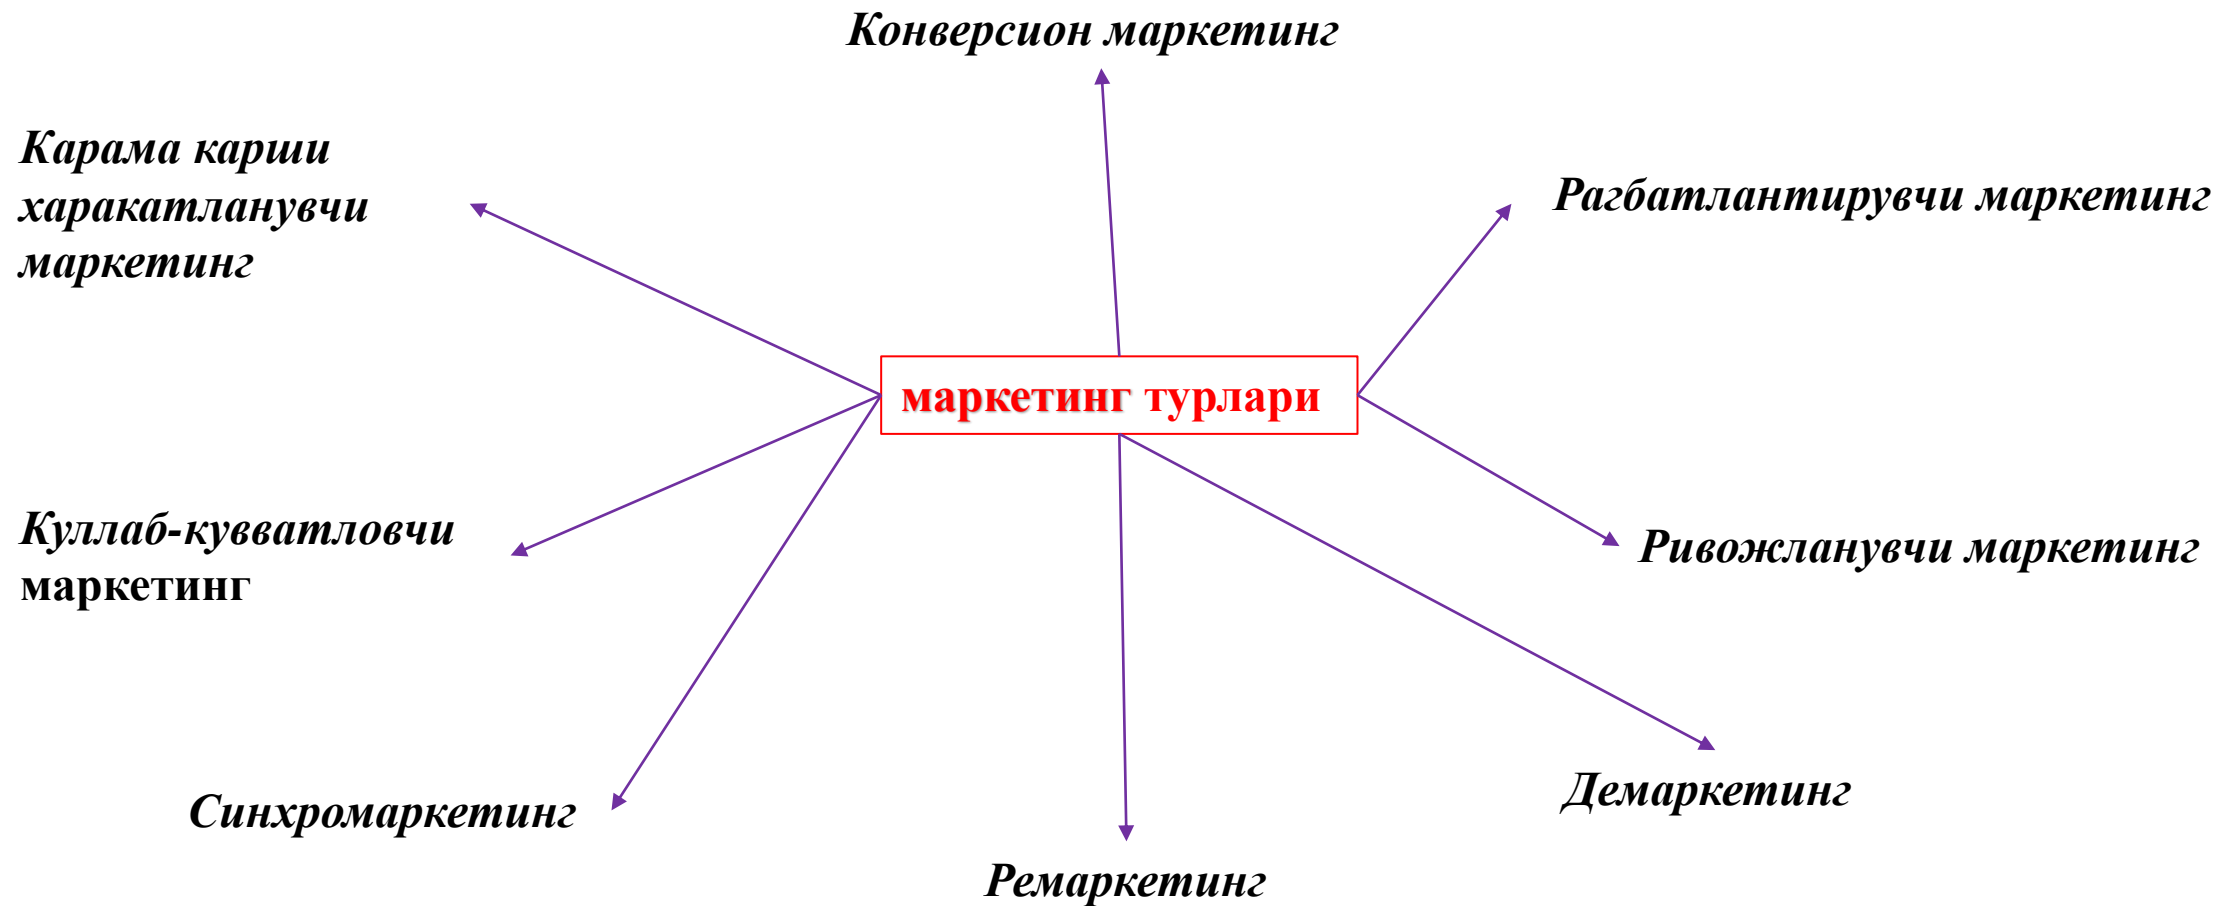 Конверсион маркетинг
Карама карши
харакатланувчи
маркетинг
Рагбатлантирувчи маркетинг
маркетинг турлари
Куллаб-кувватловчи
маркетинг
Ривожланувчи маркетинг
Синхромаркетинг
Демаркетинг
Ремаркетинг